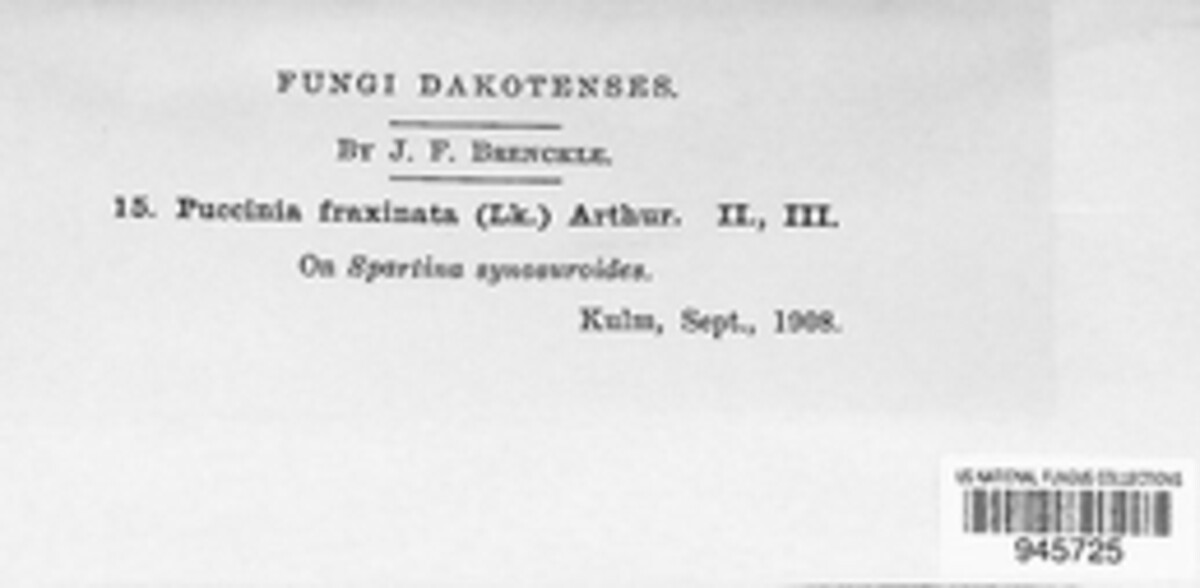 FUNGI DAKOTENSES.
BY J. F. BRENCKLE.
15. Puccinia fraxinata (Lk.) Arthur. II., III.
On Spartina synosuroides.
Kulm, Sept., 1908.
US NATIONAL FUNGUS COLLECTIONS
945725